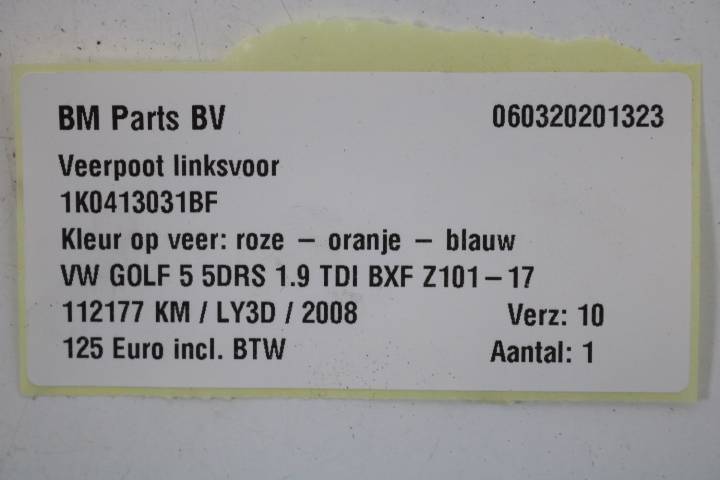 BM Parts BV 060320201323
Veerpoot linksvoor
1K0413031BF
Kleur op veer: roze – oranje – blauw
VW GOLF 5 5DRS 1.9 TDI BXF Z101–17
112177 KM / LY3D / 2008 Verz: 10
125 Euro incl. BTW Aantal: 1